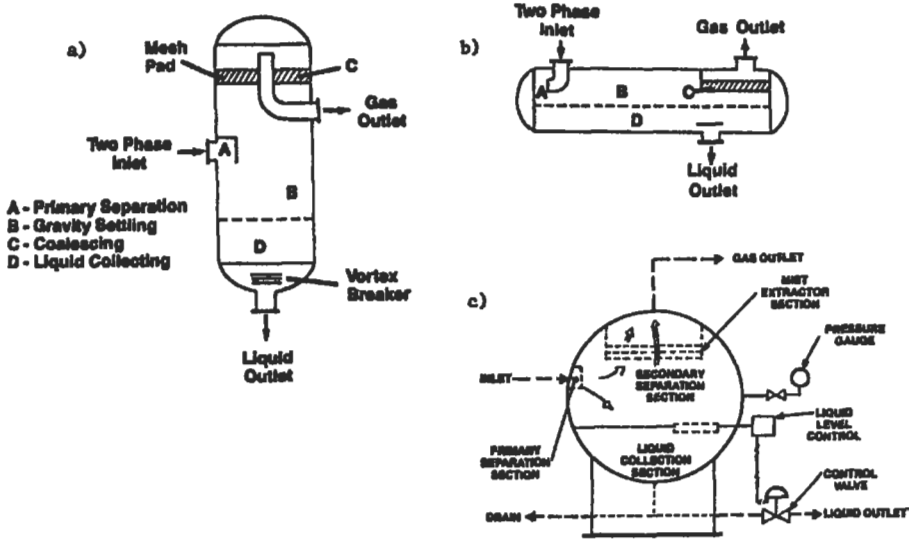 a)
Mesh
Pad
C
Gas
Outlet
Two Phase
Inlet
A
B
A - Primary Separation
B - Gravity Settling
C - Coalescing
D - Liquid Collecting
D
Vortex
Breaker
Liquid
Outlet
b)
Two Phase
Inlet
Gas Outlet
A
B
C
D
Liquid
Outlet
c)
GAS OUTLET
MIST
EXTRACTOR
SECTION
PRESSURE
GAUGE
INLET
SECONDARY
SEPARATION
SECTION
LIQUID
LEVEL
CONTROL
PRIMARY
SEPARATION
SECTION
LIQUID
COLLECTION
SECTION
CONTROL
VALVE
DRAIN
LIQUID OUTLET